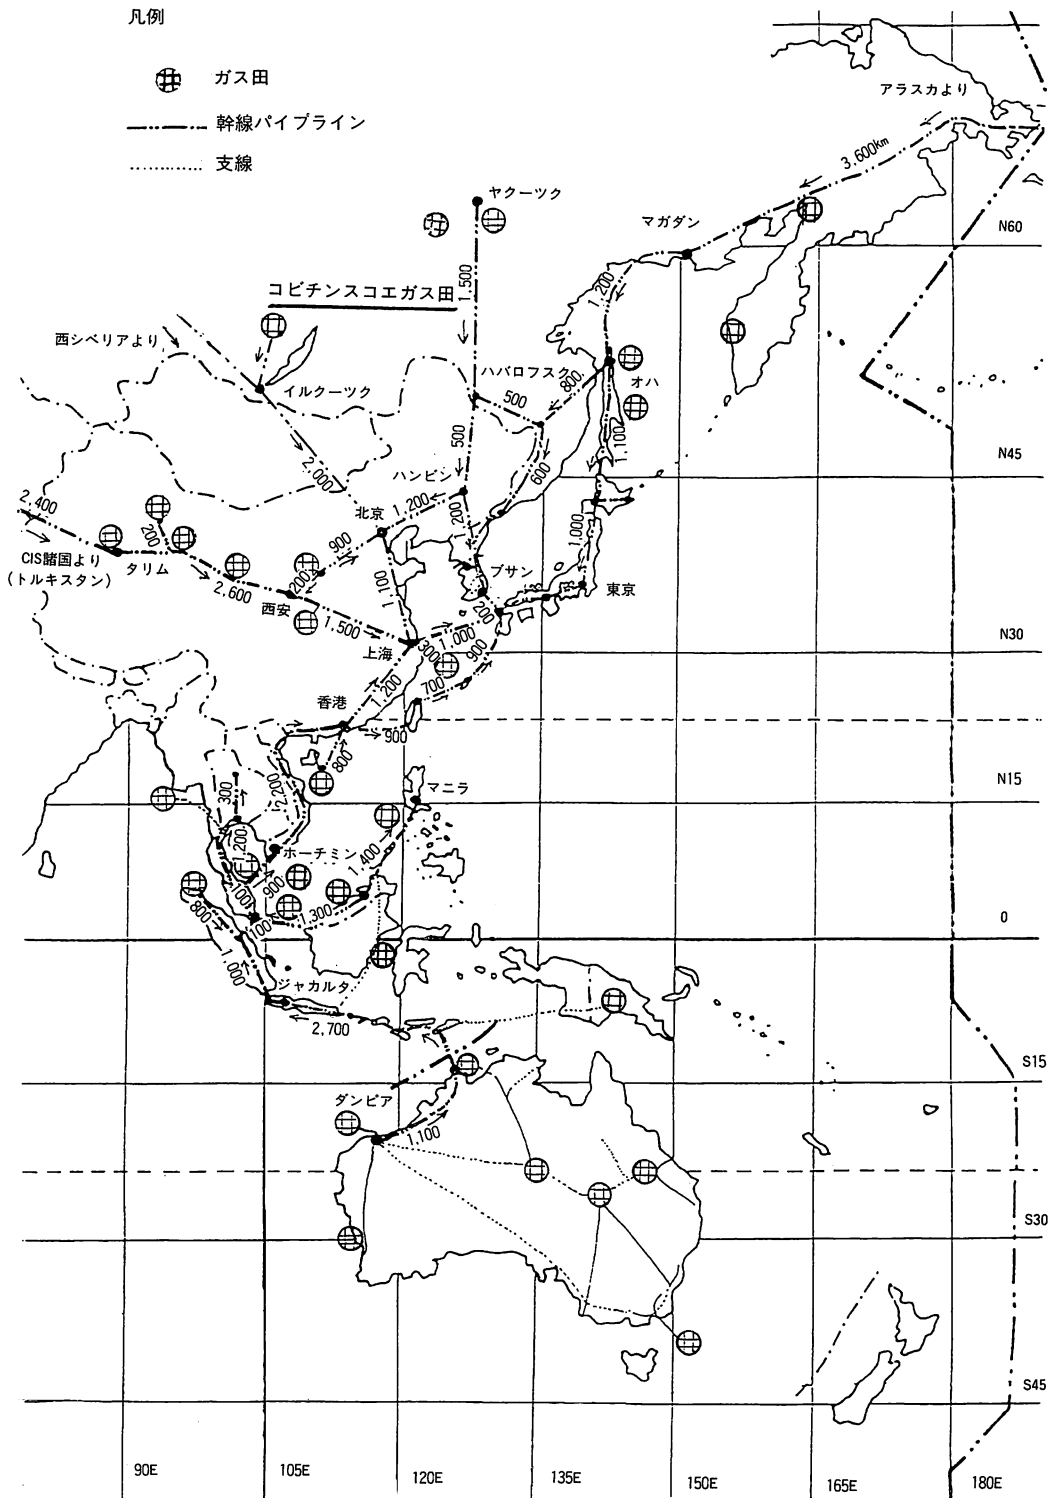 凡例
ガス田
幹線パイプライン
支線
アラスカより
3,600km
ヤクーツク
マガダン
N60
1,500
1,200
コビチンスコエガス田
西シベリアより
ハバロフスク
800
オハ
イルクーツク
500
1,100
500
600
2,000
ハンビン
N45
2,400
1,200
北京
200
200
1,000
900
CIS諸国より
(トルキスタン)
タリム
ブサン
200
2,600
西安
1,100
東京
200
1,500
1,000
N30
上海
300
900
700
香港
1,200
900
800
2,200
300
マニラ
N15
1,200
ホーチミン
1,400
100
900
800
1,300
100
0
1,000
ジャカルタ
2,700
S15
ダンピア
1,100
S30
S45
90E
105E
120E
135E
150E
165E
180E